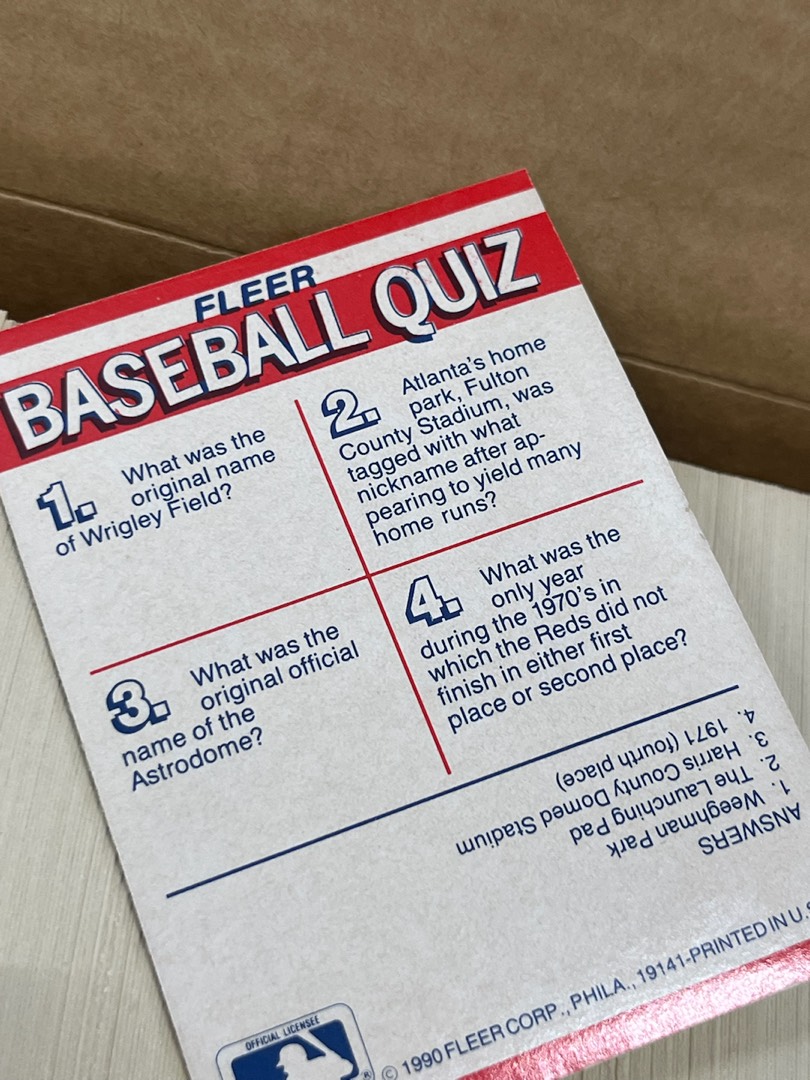 FLEER
BASEBALL QUIZ
1. What was the
original name
of Wrigley Field?
2. Atlanta's home
park, Fulton
County Stadium, was
tagged with what
nickname after ap-
pearing to yield many
home runs?
3. What was the
original official
name of the
Astrodome?
4. What was the
only year
during the 1970's in
which the Reds did not
finish in either first
place or second place?
ANSWERS
1. Weeghman Park
2. The Launching Pad
3. Harris County Domed Stadium
4. 1971 (fourth place)
OFFICIAL LICENSEE
®
© 1990 FLEER CORP., PHILA., 19141-PRINTED IN U.S